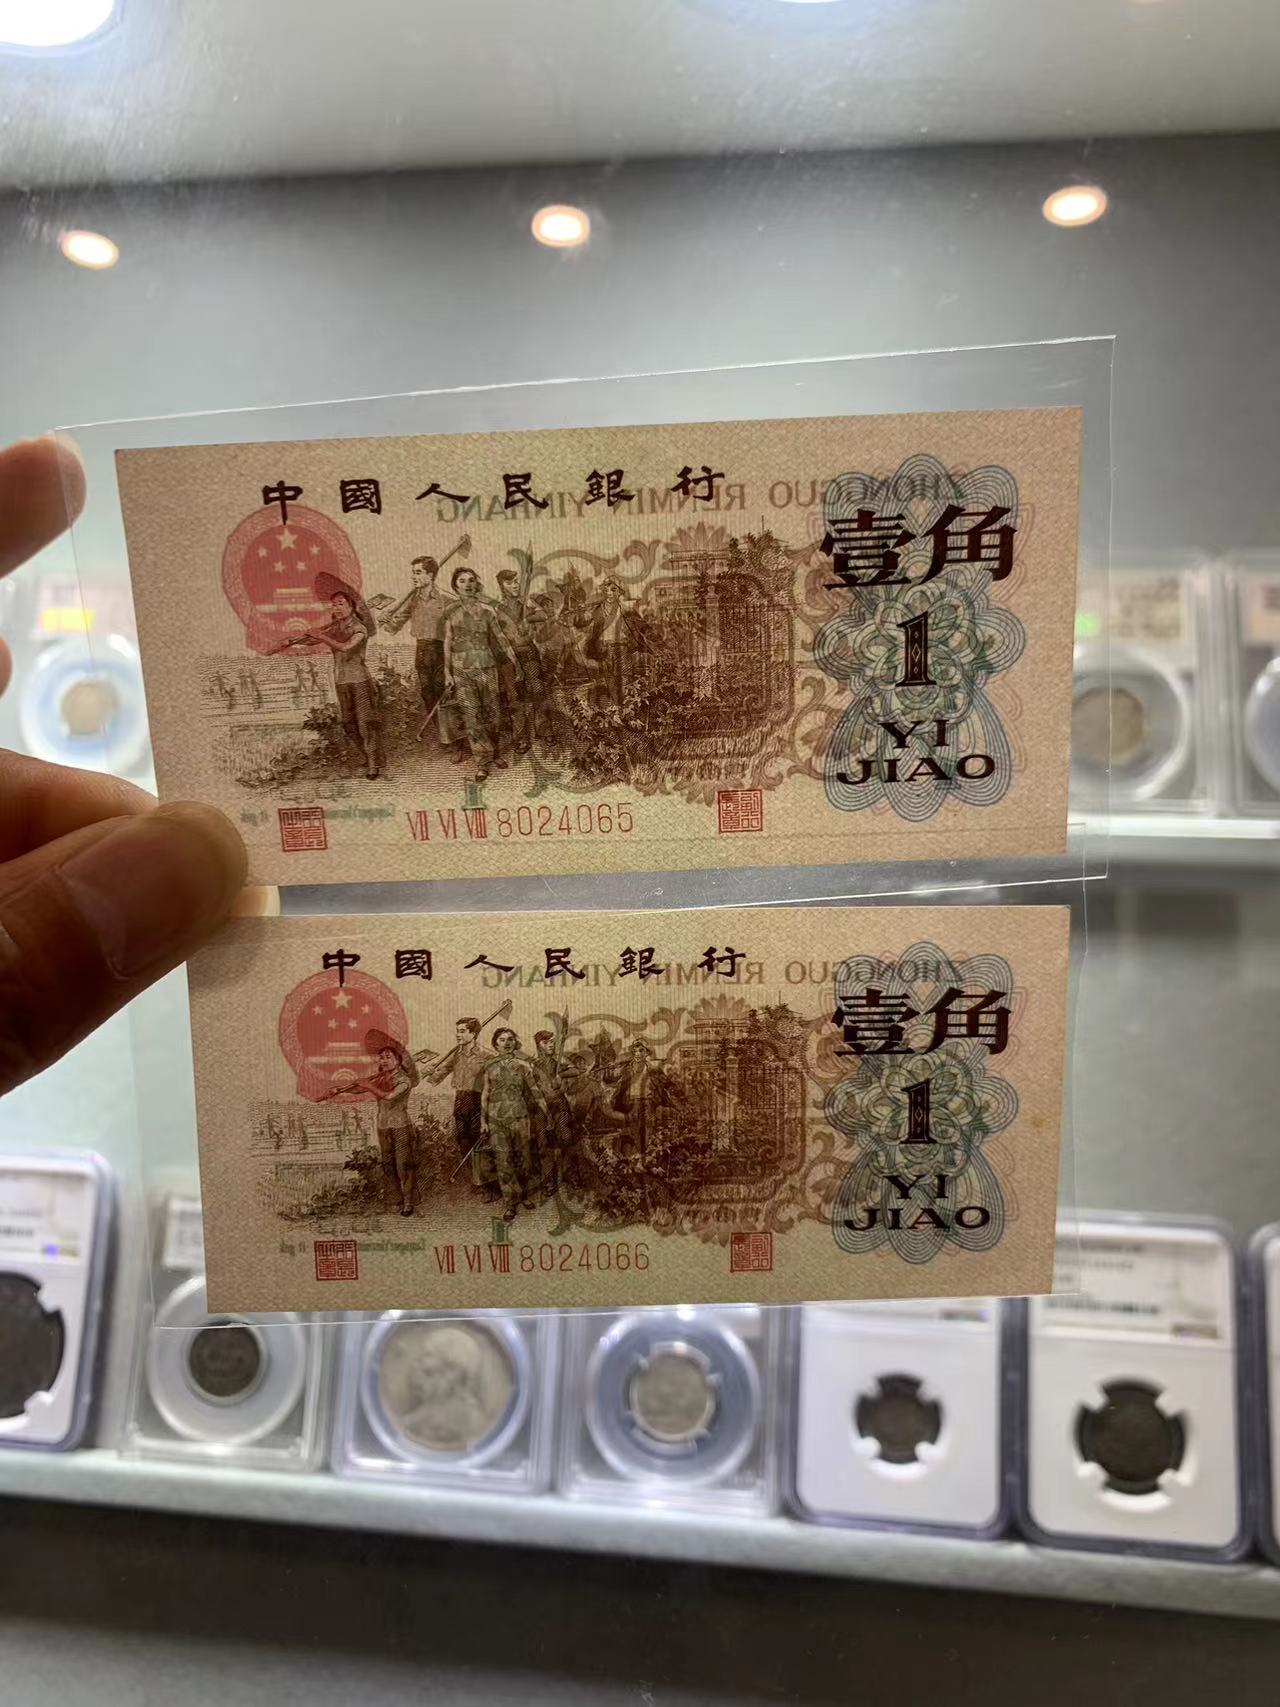 中國人民銀行
ZHONGGUO RENMIN YINHANG
壹角
1
YI
JIAO
VII VI VIII 8024065
中國人民銀行
ZHONGGUO RENMIN YINHANG
壹角
1
YI
JIAO
VII VI VIII 8024066